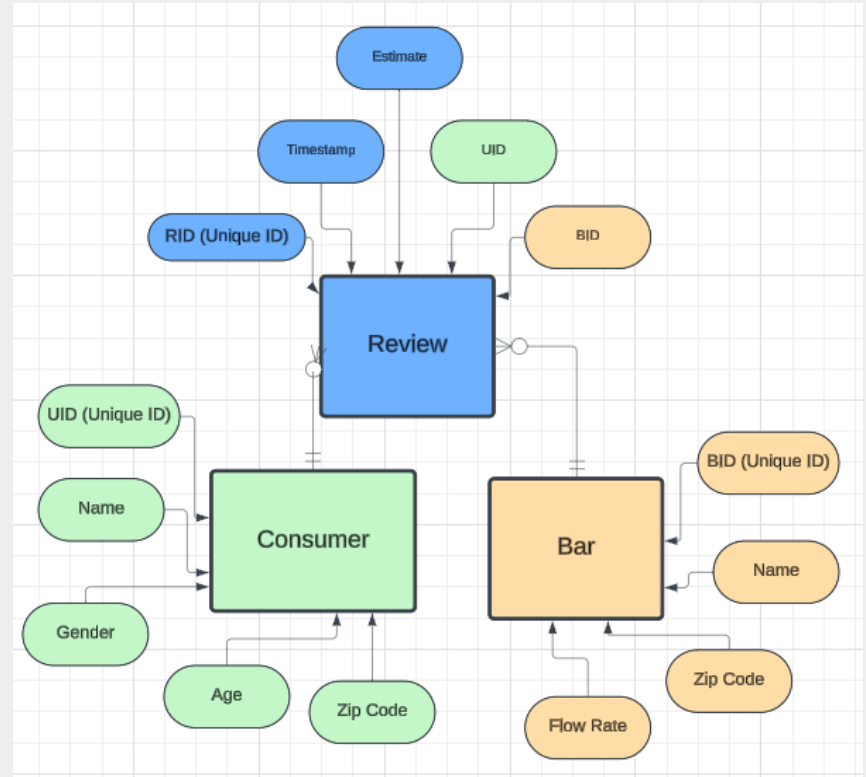 Estimate
Timestamp
UID
RID (Unique ID)
BID
Review
UID (Unique ID)
Name
Gender
Age
Zip Code
Consumer
Bar
BID (Unique ID)
Name
Zip Code
Flow Rate